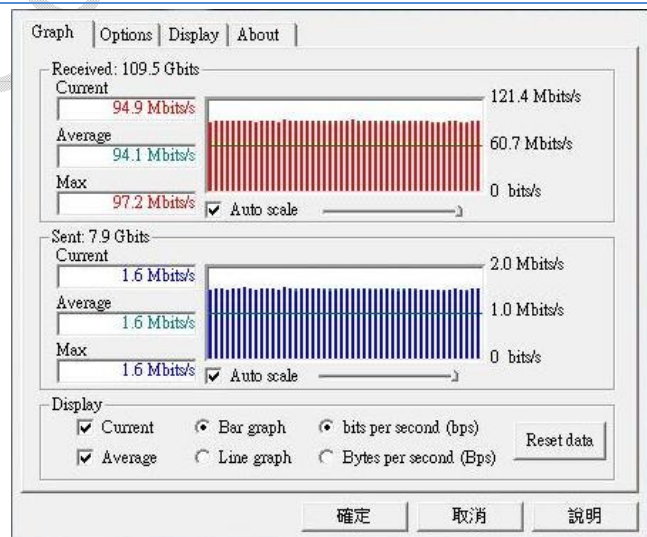 Graph Options Display About
Received: 109.5 Gbits
Current
94.9 Mbits/s
Average
94.1 Mbits/s
Max
97.2 Mbits/s
121.4 Mbits/s
60.7 Mbits/s
0 bits/s
Auto scale
Sent: 7.9 Gbits
Current
1.6 Mbits/s
Average
1.6 Mbits/s
Max
1.6 Mbits/s
2.0 Mbits/s
1.0 Mbits/s
0 bits/s
Auto scale
Display
Current Bar graph bits per second (bps)
Average Line graph Bytes per second (Bps)
Reset data
確定 取消 說明